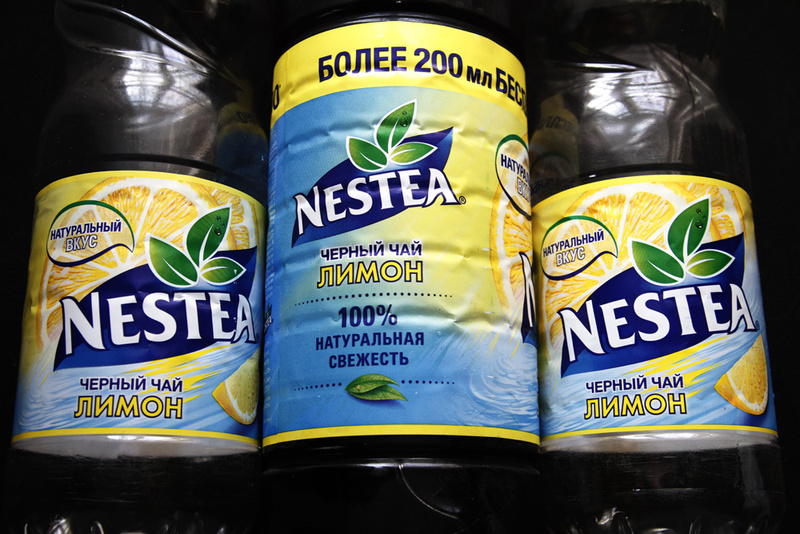 НАТУРАЛЬНЫЙ
ВКУС
NESTEA
ЧЕРНЫЙ ЧАЙ
ЛИМОН
БОЛЕЕ 200 мл
NESTEA®
ЧЕРНЫЙ ЧАЙ
ЛИМОН
100%
НАТУРАЛЬНАЯ
СВЕЖЕСТЬ
НАТУРАЛЬНЫЙ
ВКУС
NESTEA®
ЧЕРНЫЙ ЧАЙ
ЛИМОН